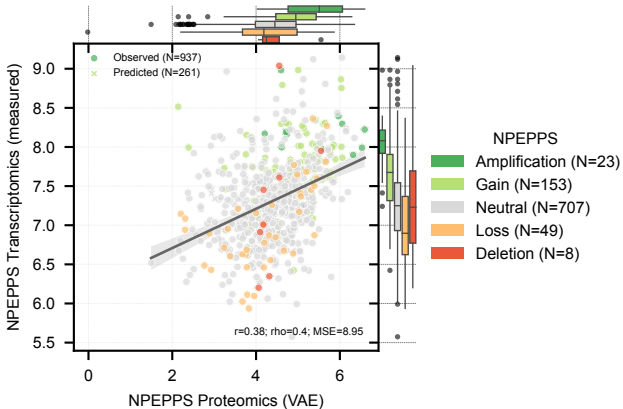 Observed (N=937)
Predicted (N=261)
NPEPPS Transcriptomics (measured)
9.0
8.5
8.0
7.5
7.0
6.5
6.0
5.5
r=0.38; rho=0.4; MSE=8.95
0 2 4 6
NPEPPS Proteomics (VAE)
NPEPPS
Amplification (N=23)
Gain (N=153)
Neutral (N=707)
Loss (N=49)
Deletion (N=8)